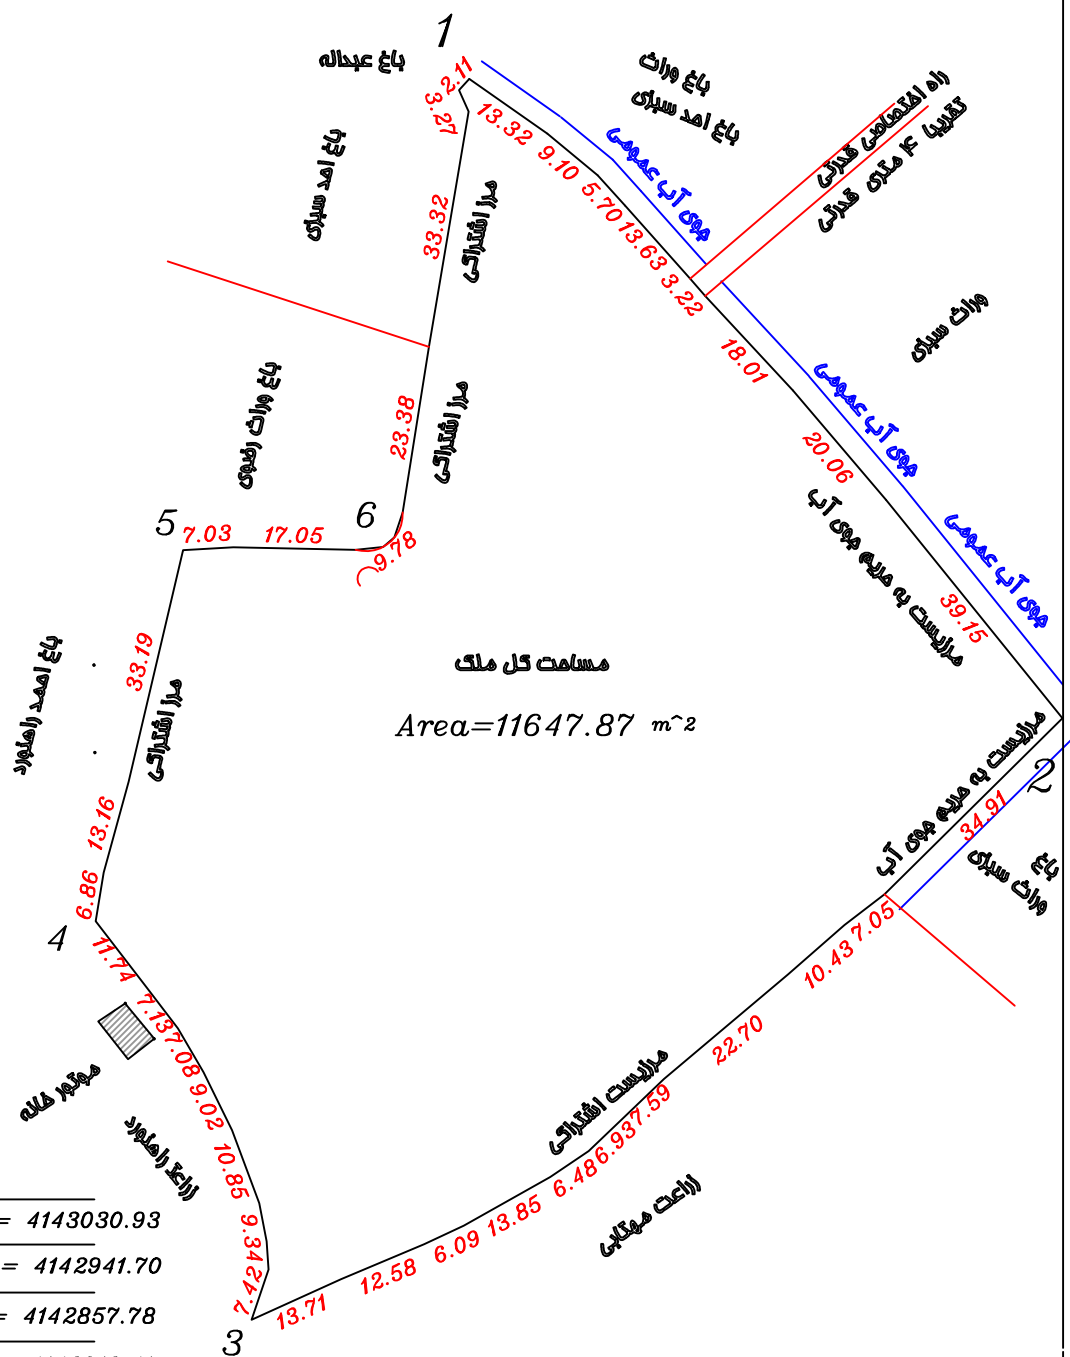 1
باغ عبداله
باغ وراث
باغ احد سبزی
راه اختصاصی قدرتی
تقریبا ۴ متری قدرتی
2.11
3.27
13.32
9.10
5.70
13.63
3.22
جوی آب عمومی
باغ احد سبزی
33.32
مرز اشتراکی
وراث سبزی
18.01
جوی آب عمومی
باغ وراث رضوی
23.38
مرز اشتراکی
20.06
5
7.03
17.05
6
9.78
مرزیست به حریم جوی آب
جوی آب عمومی
39.15
باغ احمد راهنورد
33.19
مرز اشتراکی
مساحت کل ملک
Area=11647.87 m^2
مرزیست به حریم جوی آب
2
34.91
باغ
وراث سبزی
13.16
6.86
4
11.74
7.13
7.08
9.02
10.85
9.34
7.42
7.05
10.43
22.70
موتور خانه
زراعت راهنورد
مرزیست اشتراکی
7.59
6.93
6.48
13.85
6.09
12.58
13.71
زراعت مهتابی
3
= 4143030.93
= 4142941.70
= 4142857.78